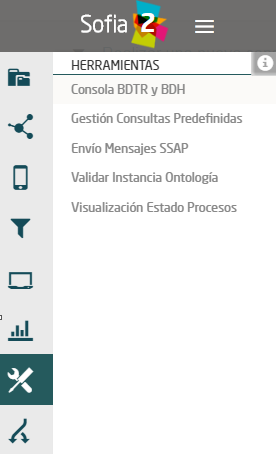 Sofia 2
HERRAMIENTAS
Consola BDTR y BDH
Gestión Consultas Predefinidas
Envío Mensajes SSAP
Validar Instancia Ontología
Visualización Estado Procesos